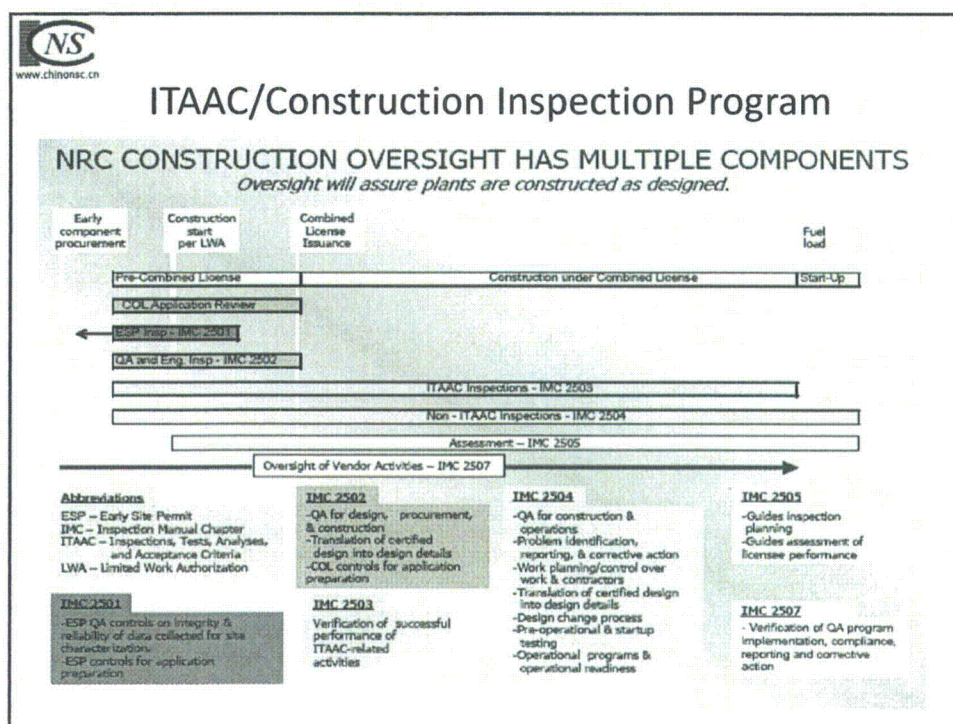 NS
www.chinonsc.cn
ITAAC/Construction Inspection Program
NRC CONSTRUCTION OVERSIGHT HAS MULTIPLE COMPONENTS
Oversight will assure plants are constructed as designed.
Early
component
procurement
Construction
start
per LWA
Combined
License
Issuance
Fuel
load
Pre-Combined License
Construction under Combined License
Start-Up
COL Application Review
ESP Insp - IMC 2501
QA and Eng. Insp - IMC 2502
ITAAC Inspections - IMC 2503
Non - ITAAC Inspections - IMC 2504
Assessment – IMC 2505
Oversight of Vendor Activities – IMC 2507
Abbreviations
ESP – Early Site Permit
IMC – Inspection Manual Chapter
ITAAC – Inspections, Tests, Analyses,
and Acceptance Criteria
LWA – Limited Work Authorization
IMC 2501
-ESP QA controls on integrity &
reliability of data collected for site
characterization.
-ESP controls for application
preparation
IMC 2502
-QA for design, procurement,
& construction
-Translation of certified
design into design details
-COL controls for application
preparation
IMC 2503
Verification of successful
performance of
ITAAC-related
activities
IMC 2504
-QA for construction &
operations
-Problem identification,
reporting, & corrective action
-Work planning/control over
work & contractors
-Translation of certified design
into design details
-Design change process
-Pre-operational & startup
testing
-Operational programs &
operational readiness
IMC 2505
-Guides inspection
planning
-Guides assessment of
licensee performance
IMC 2507
- Verification of QA program
implementation, compliance,
reporting and corrective
action